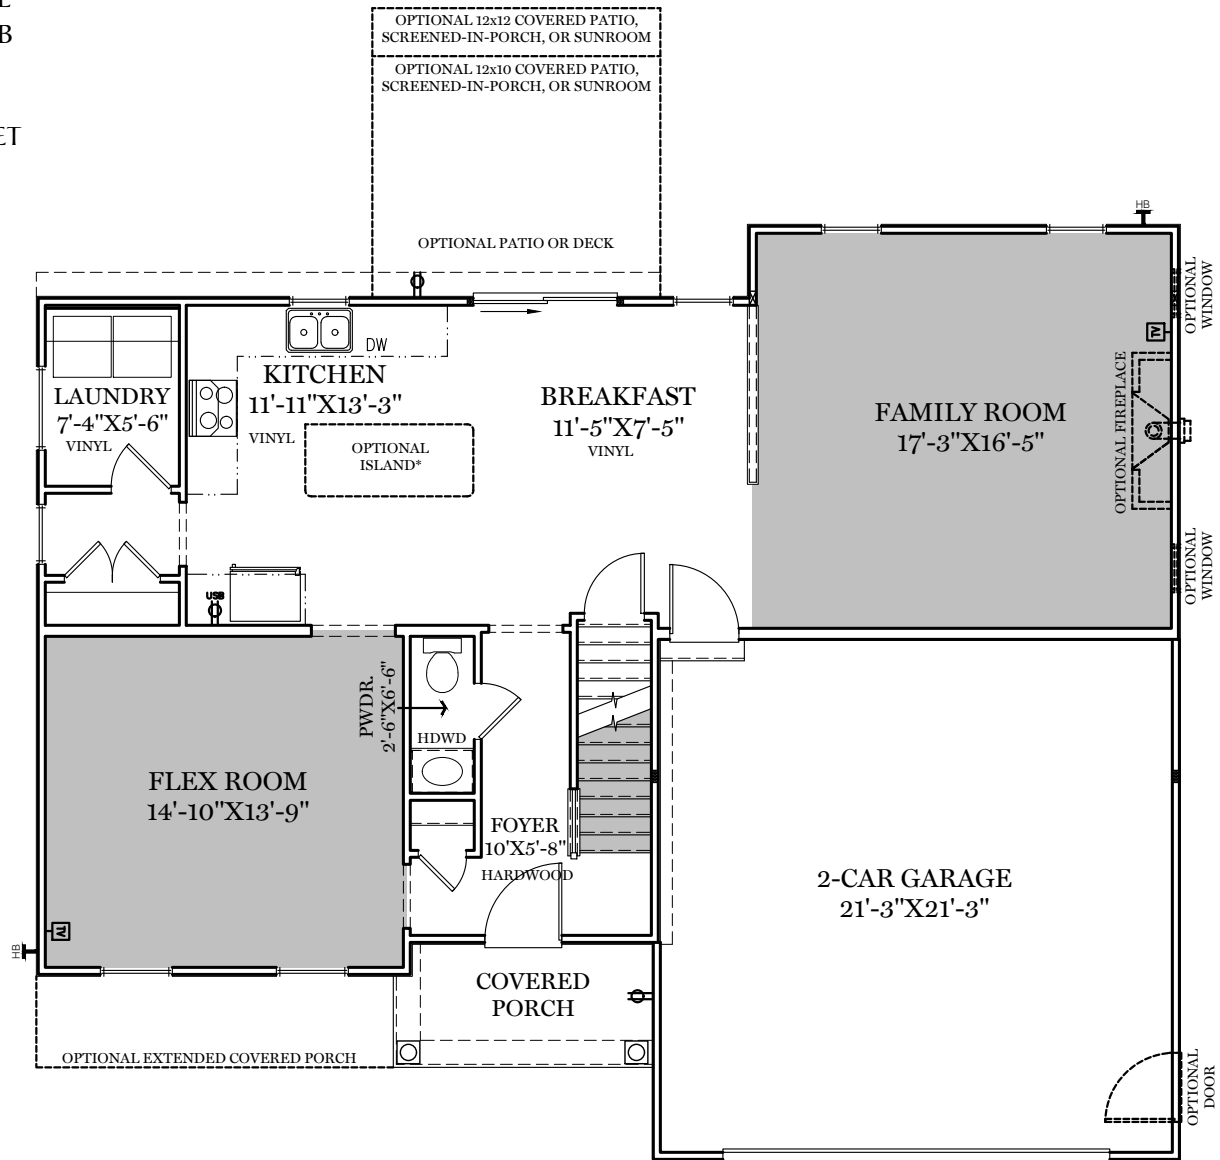 B
ET
OPTIONAL 12x12 COVERED PATIO,
SCREENED-IN-PORCH, OR SUNROOM
OPTIONAL 12x10 COVERED PATIO,
SCREENED-IN-PORCH, OR SUNROOM
OPTIONAL PATIO OR DECK
HB
OPTIONAL
WINDOW
TV
DW
LAUNDRY
7'-4"X5'-6"
VINYL
KITCHEN
11'-11"X13'-3"
VINYL
OPTIONAL
ISLAND*
BREAKFAST
11'-5"X7'-5"
VINYL
FAMILY ROOM
17'-3"X16'-5"
OPTIONAL FIREPLACE
OPTIONAL
WINDOW
USB
PWDR.
2'-6"X6'-6"
HDWD
FLEX ROOM
14'-10"X13'-9"
FOYER
10'X5'-8"
HARDWOOD
2-CAR GARAGE
21'-3"X21'-3"
TV
HB
COVERED
PORCH
OPTIONAL EXTENDED COVERED PORCH
OPTIONAL
DOOR